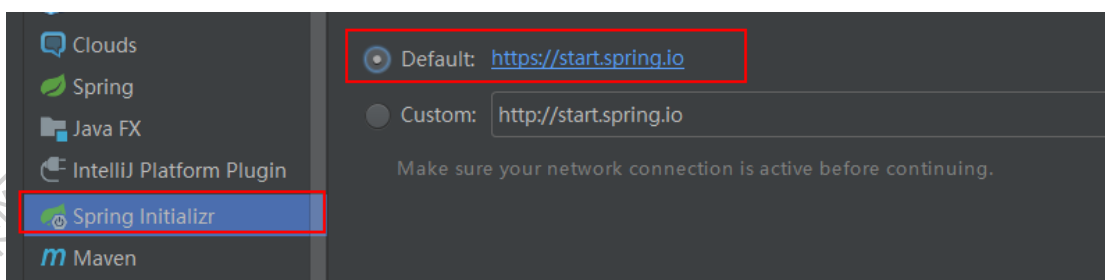 Clouds
Spring
Java FX
IntelliJ Platform Plugin
Spring Initializr
m Maven
Default: https://start.spring.io
Custom: http://start.spring.io
Make sure your network connection is active before continuing.